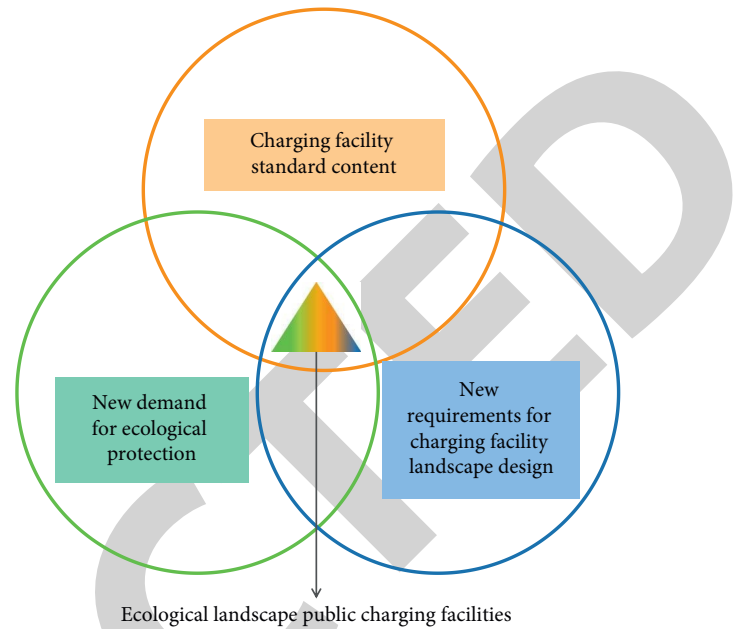 Charging facility
standard content
New demand
for ecological
protection
New
requirements for
charging facility
landscape design
Ecological landscape public charging facilities